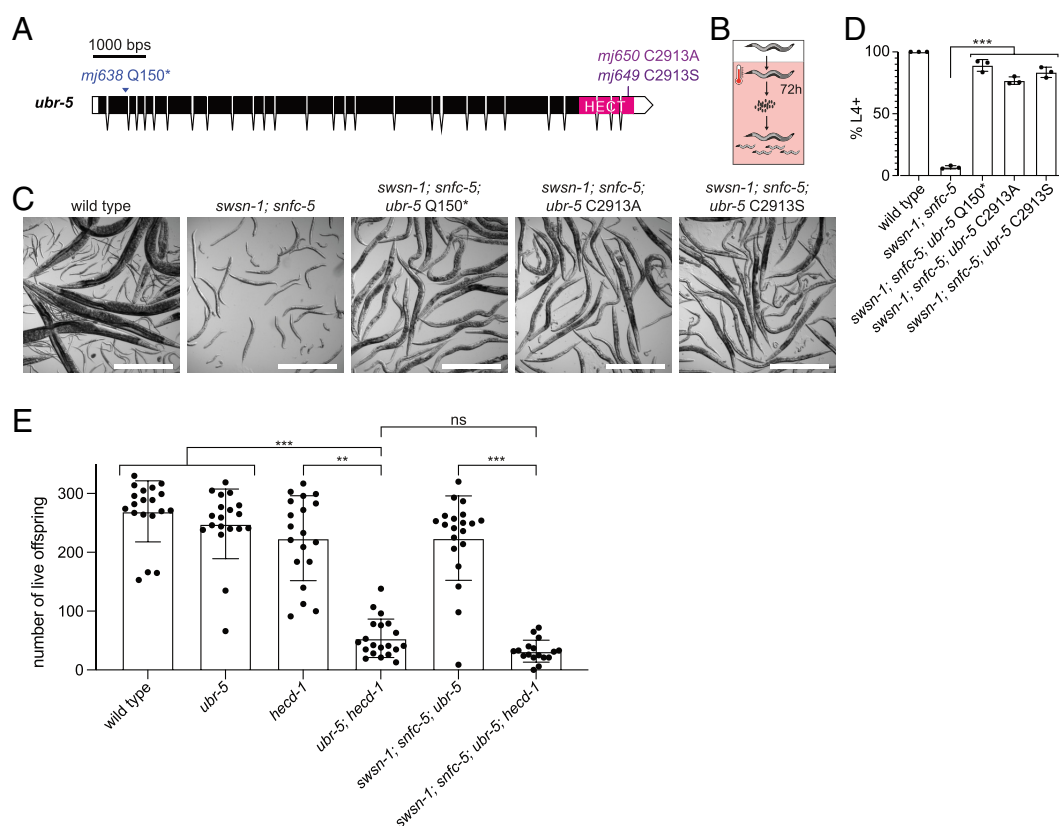 A
1000 bps
mj638 Q150*
mj650 C2913A
mj649 C2913S
ubr-5
HECT
B
72h
C
wild type
swsn-1; snfc-5
swsn-1; snfc-5;
ubr-5 Q150*
swsn-1; snfc-5;
ubr-5 C2913A
swsn-1; snfc-5;
ubr-5 C2913S
D
***
100
50
0
% L4+
wild type
swsn-1; snfc-5
swsn-1; snfc-5; ubr-5 Q150*
swsn-1; snfc-5; ubr-5 C2913A
swsn-1; snfc-5; ubr-5 C2913S
E
ns
***
**
***
300
200
100
0
number of live offspring
wild type
ubr-5
hecd-1
ubr-5; hecd-1
swsn-1; snfc-5; ubr-5
swsn-1; snfc-5; ubr-5; hecd-1